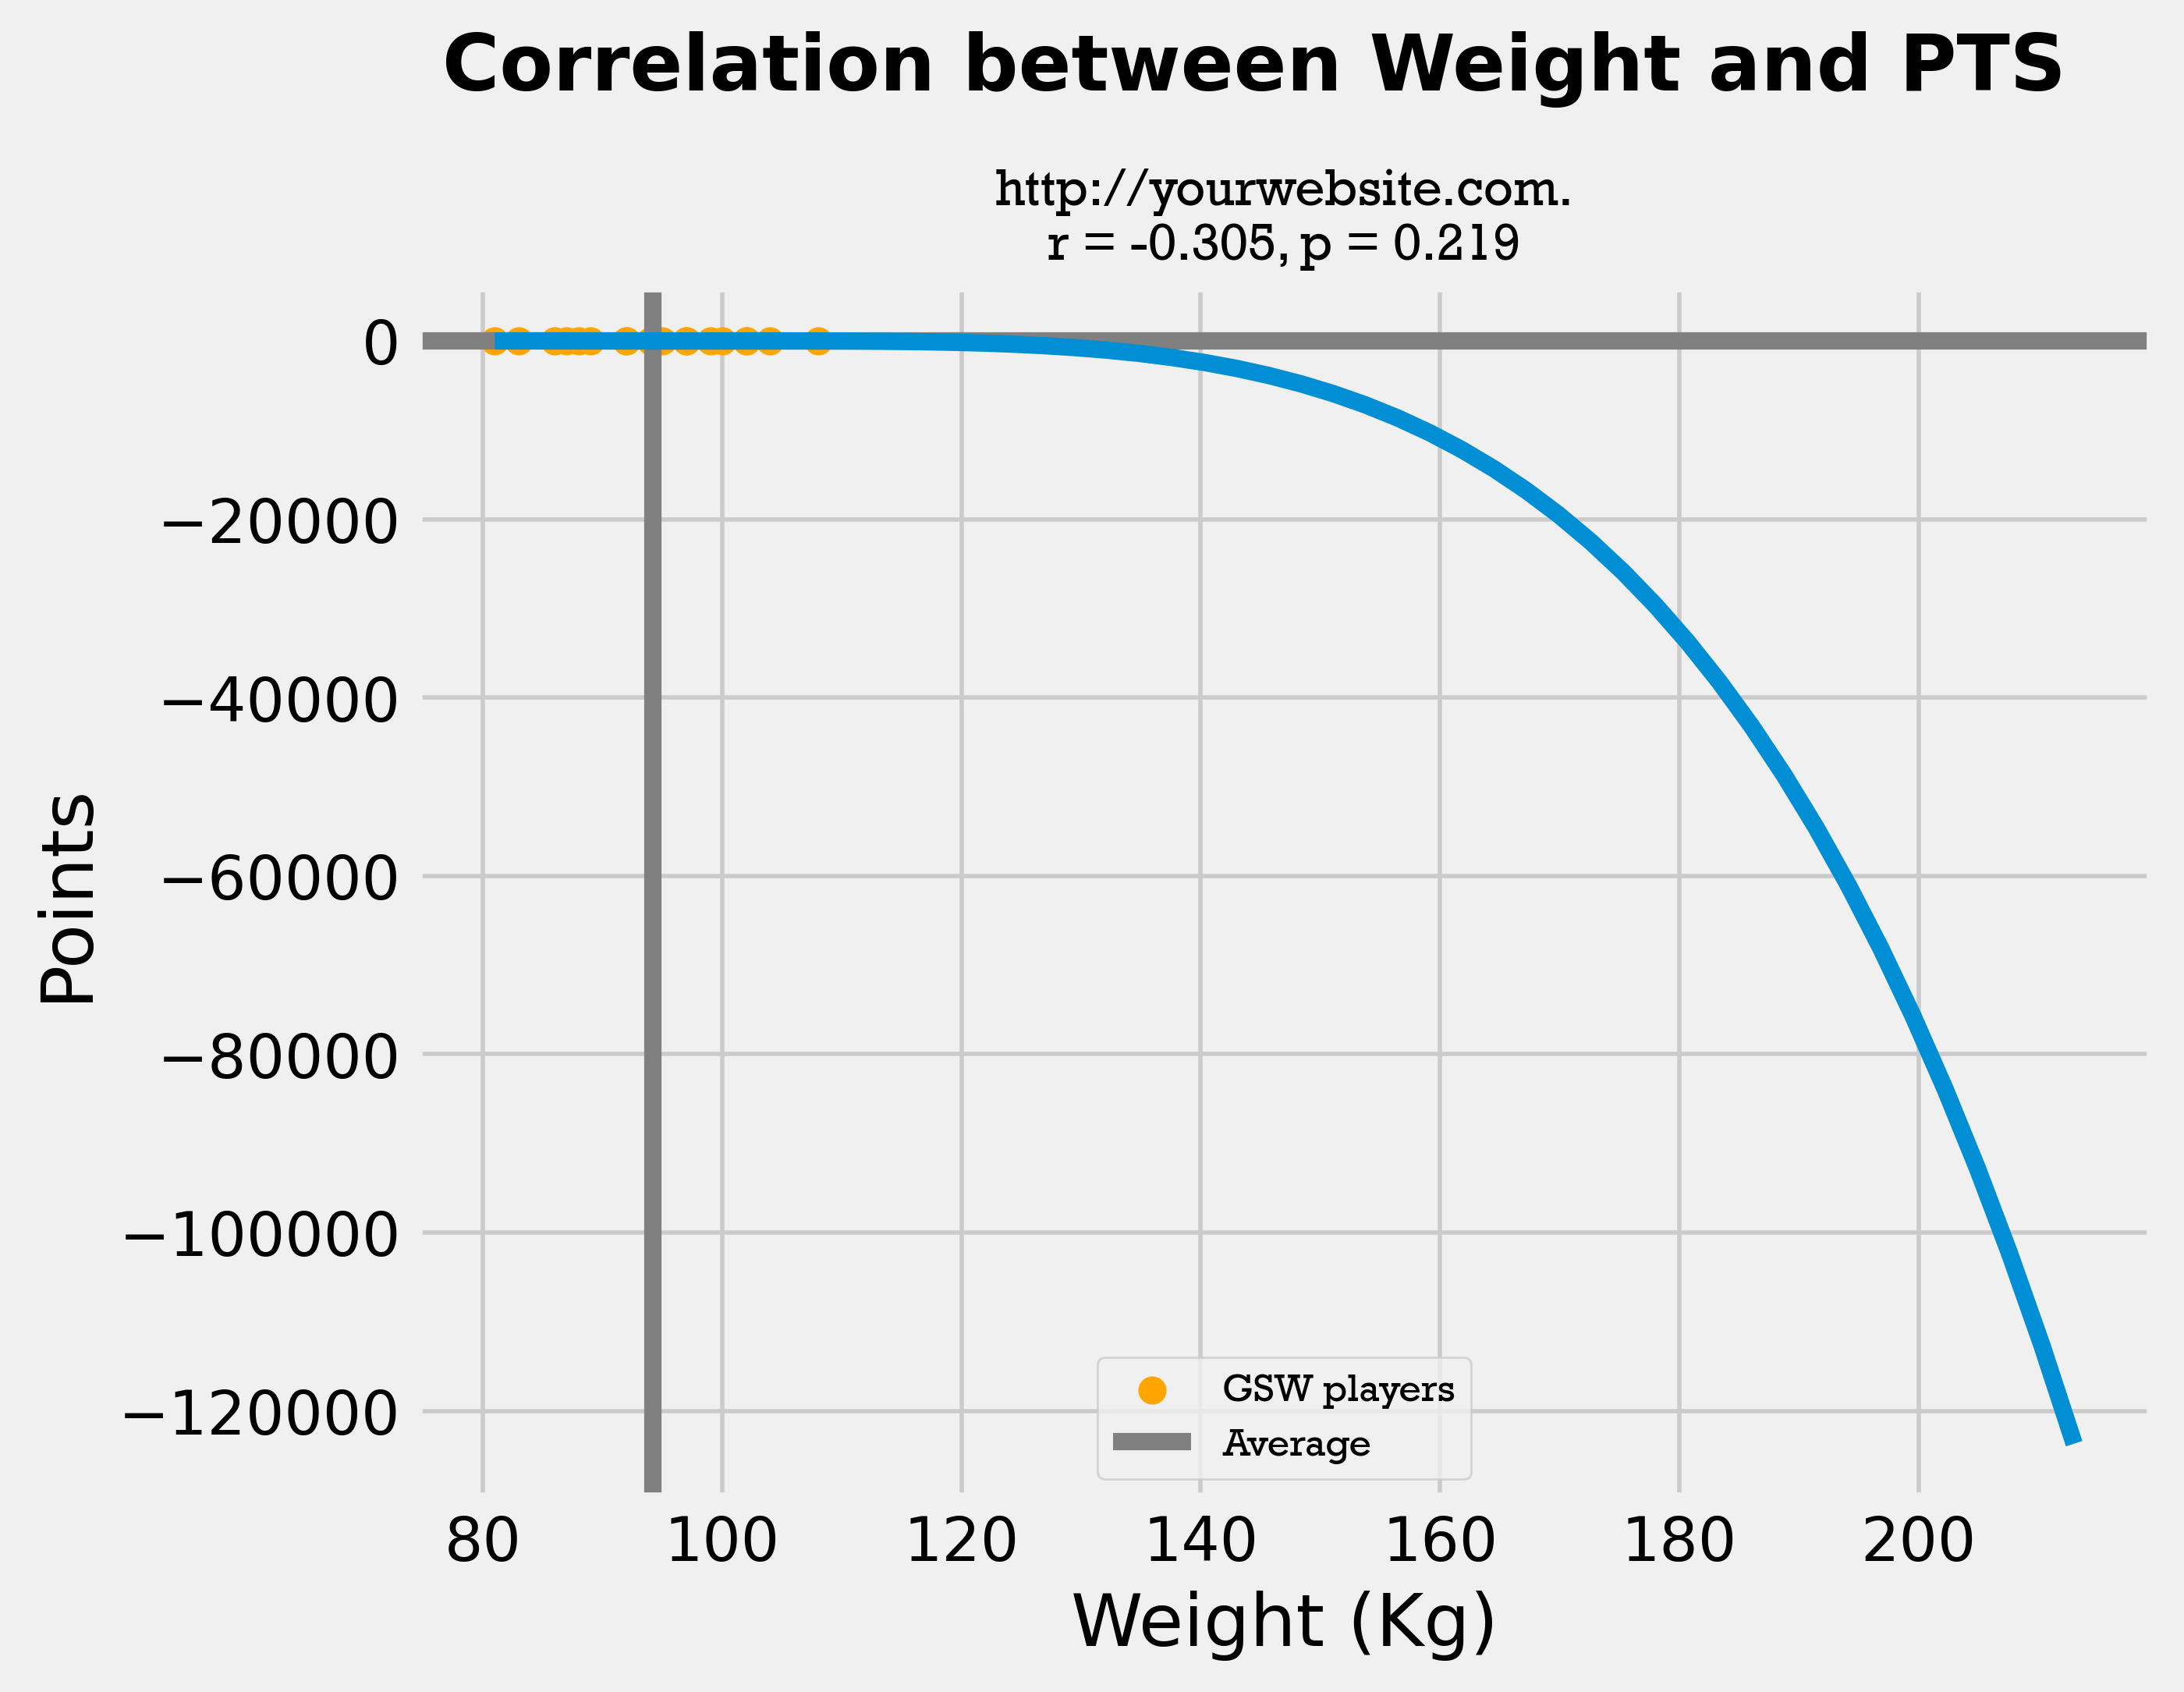 Correlation between Weight and PTS
http://yourwebsite.com.
r = -0.305, p = 0.219
0
−20000
−40000
−60000
−80000
−100000
−120000
Points
GSW players
Average
80 100 120 140 160 180 200
Weight (Kg)